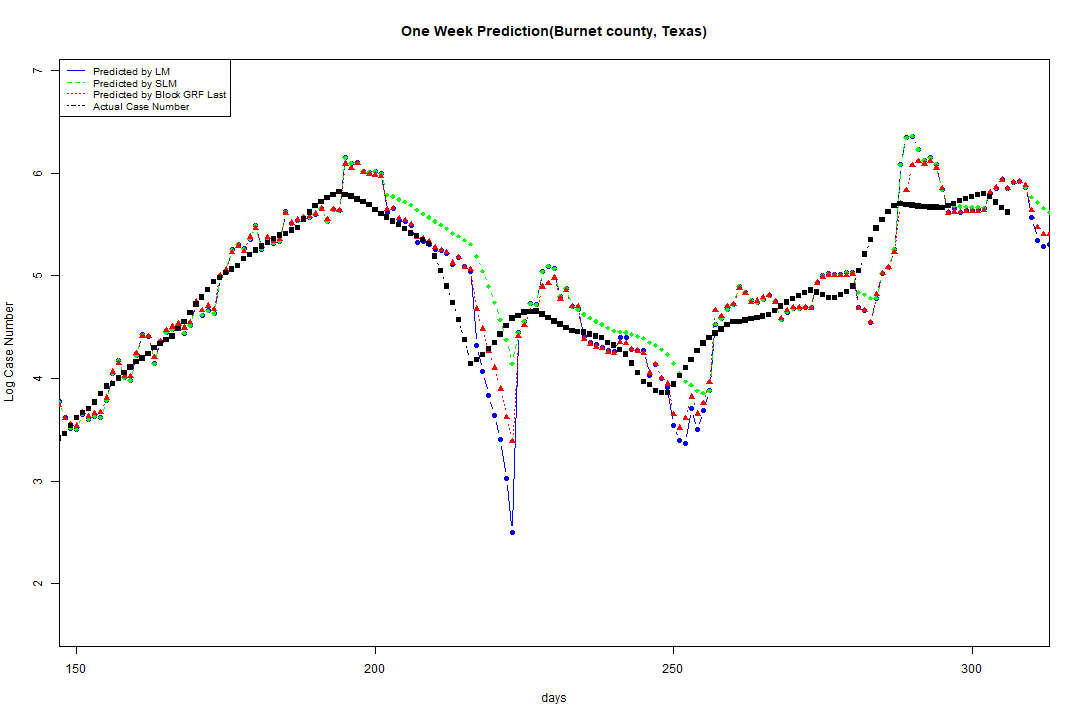 One Week Prediction(Burnet county, Texas)
Predicted by LM
Predicted by SLM
Predicted by Block GRF Last
Actual Case Number
7
6
5
4
3
2
Log Case Number
150 200 250 300
days